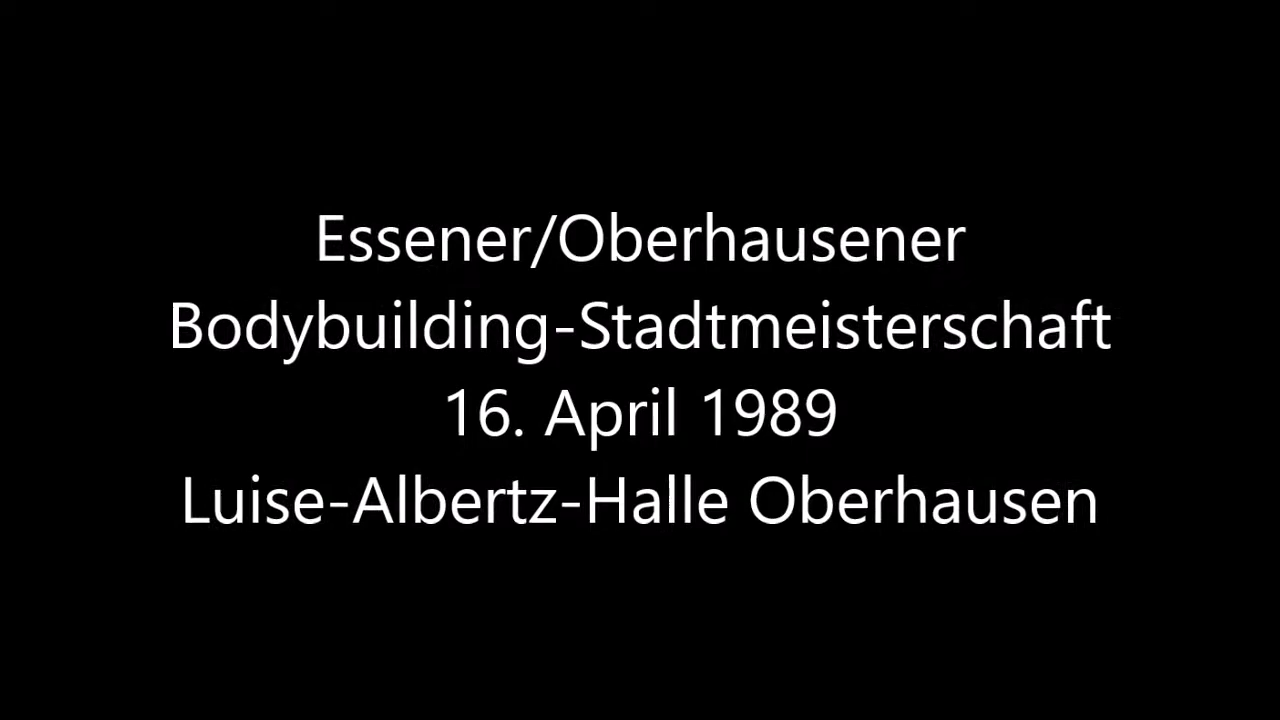 Essener/Oberhausener
Bodybuilding-Stadtmeisterschaft
16. April 1989
Luise-Albertz-Halle Oberhausen